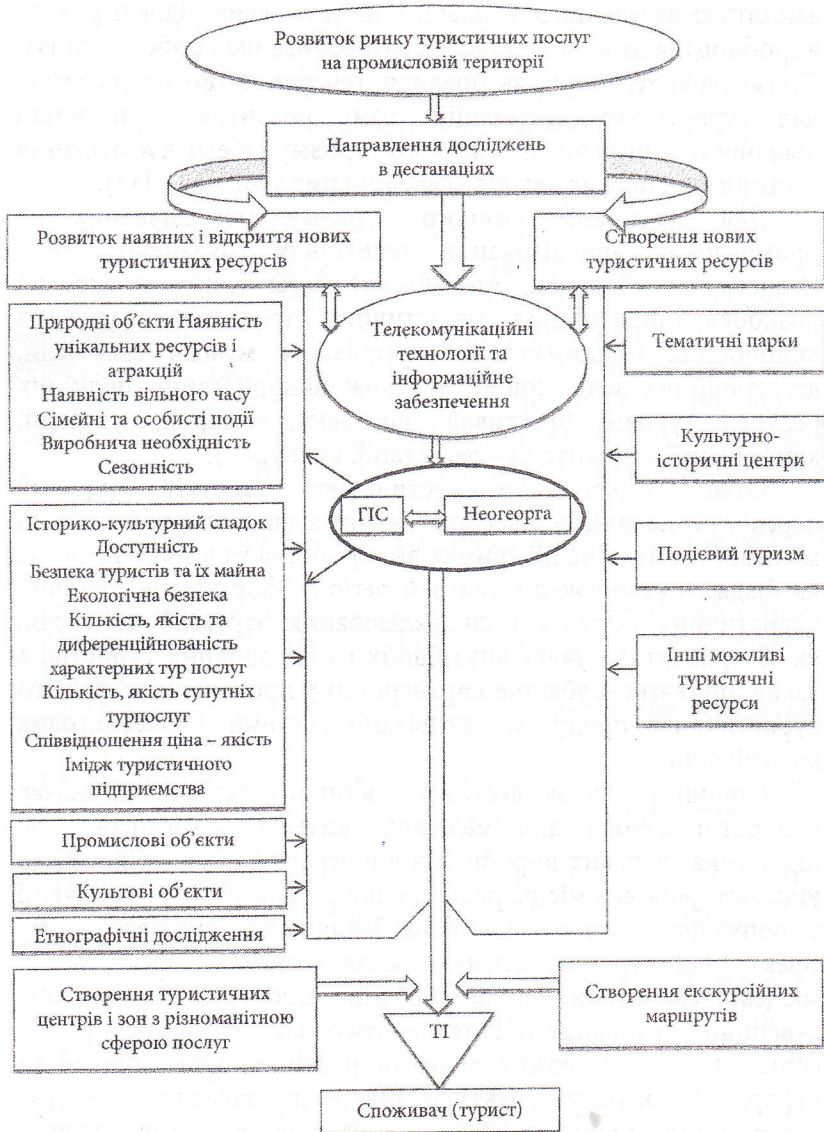 Розвиток ринку туристичних послуг
на промисловій території
Направлення досліджень
в дестанаціях
Розвиток наявних і відкриття нових
туристичних ресурсів
Створення нових
туристичних ресурсів
Природні об’єкти Наявність
унікальних ресурсів і
атракцій
Наявність вільного часу
Сімейні та особисті події
Виробнича необхідність
Сезонність
Телекомунікаційні
технології та
інформаційне
забезпечення
Тематичні парки
Культурно-
історичні центри
ГІС
Неогеорга
Історико-культурний спадок
Доступність
Безпека туристів та їх майна
Екологічна безпека
Кількість, якість та
диференційнованість
характерних тур послуг
Кількість, якість супутніх
турпослуг
Співвідношення ціна – якість
Імідж туристичного
підприємства
Подієвий туризм
Інші можливі
туристичні
ресурси
Промислові об’єкти
Культові об’єкти
Етнографічні дослідження
Створення туристичних
центрів і зон з різноманітною
сферою послуг
Створення екскурсійних
маршрутів
ТІ
Споживач (турист)